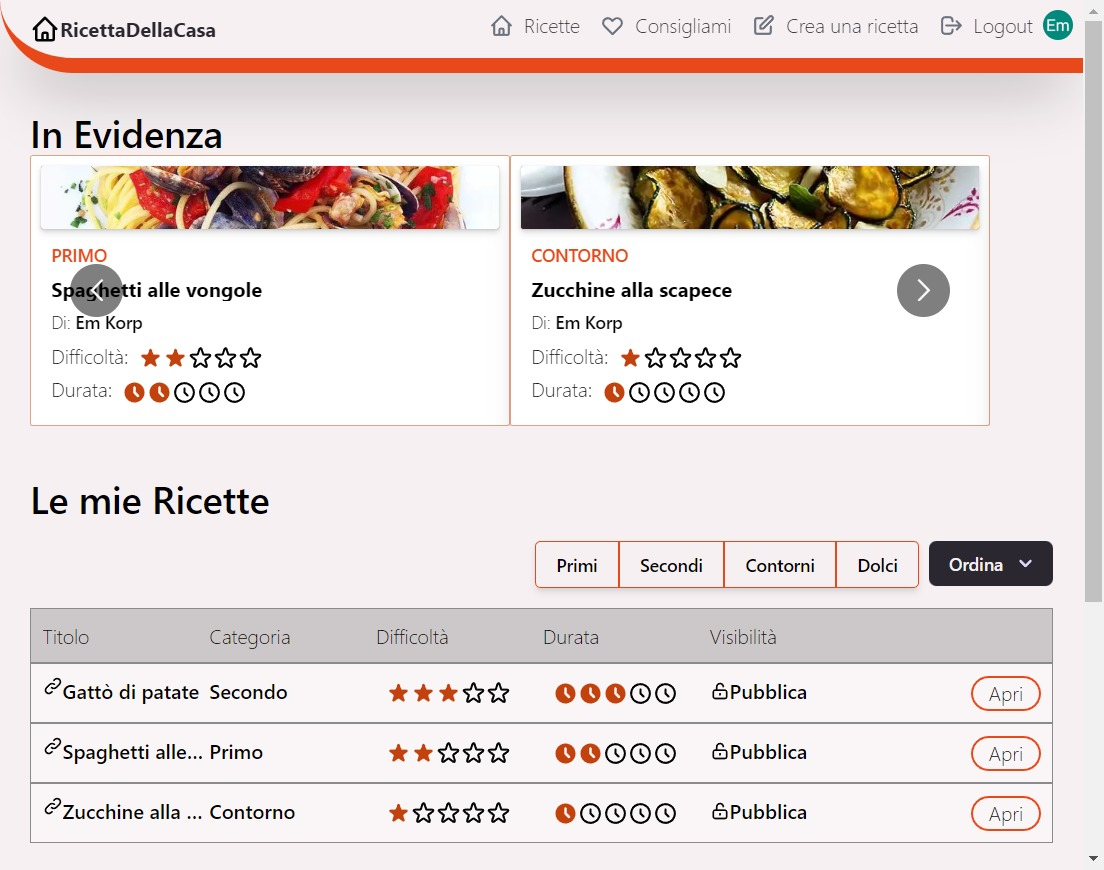 RicettaDellaCasa
Ricette
Consigliami
Crea una ricetta
Logout
Em
In Evidenza
PRIMO
Spaghetti alle vongole
Di: Em Korp
Difficoltà:
Durata:
CONTORNO
Zucchine alla scapece
Di: Em Korp
Difficoltà:
Durata:
Le mie Ricette
Primi
Secondi
Contorni
Dolci
Ordina
Titolo Categoria Difficoltà Durata Visibilità
Gattò di patate Secondo Pubblica Apri
Spaghetti alle... Primo Pubblica Apri
Zucchine alla ... Contorno Pubblica Apri